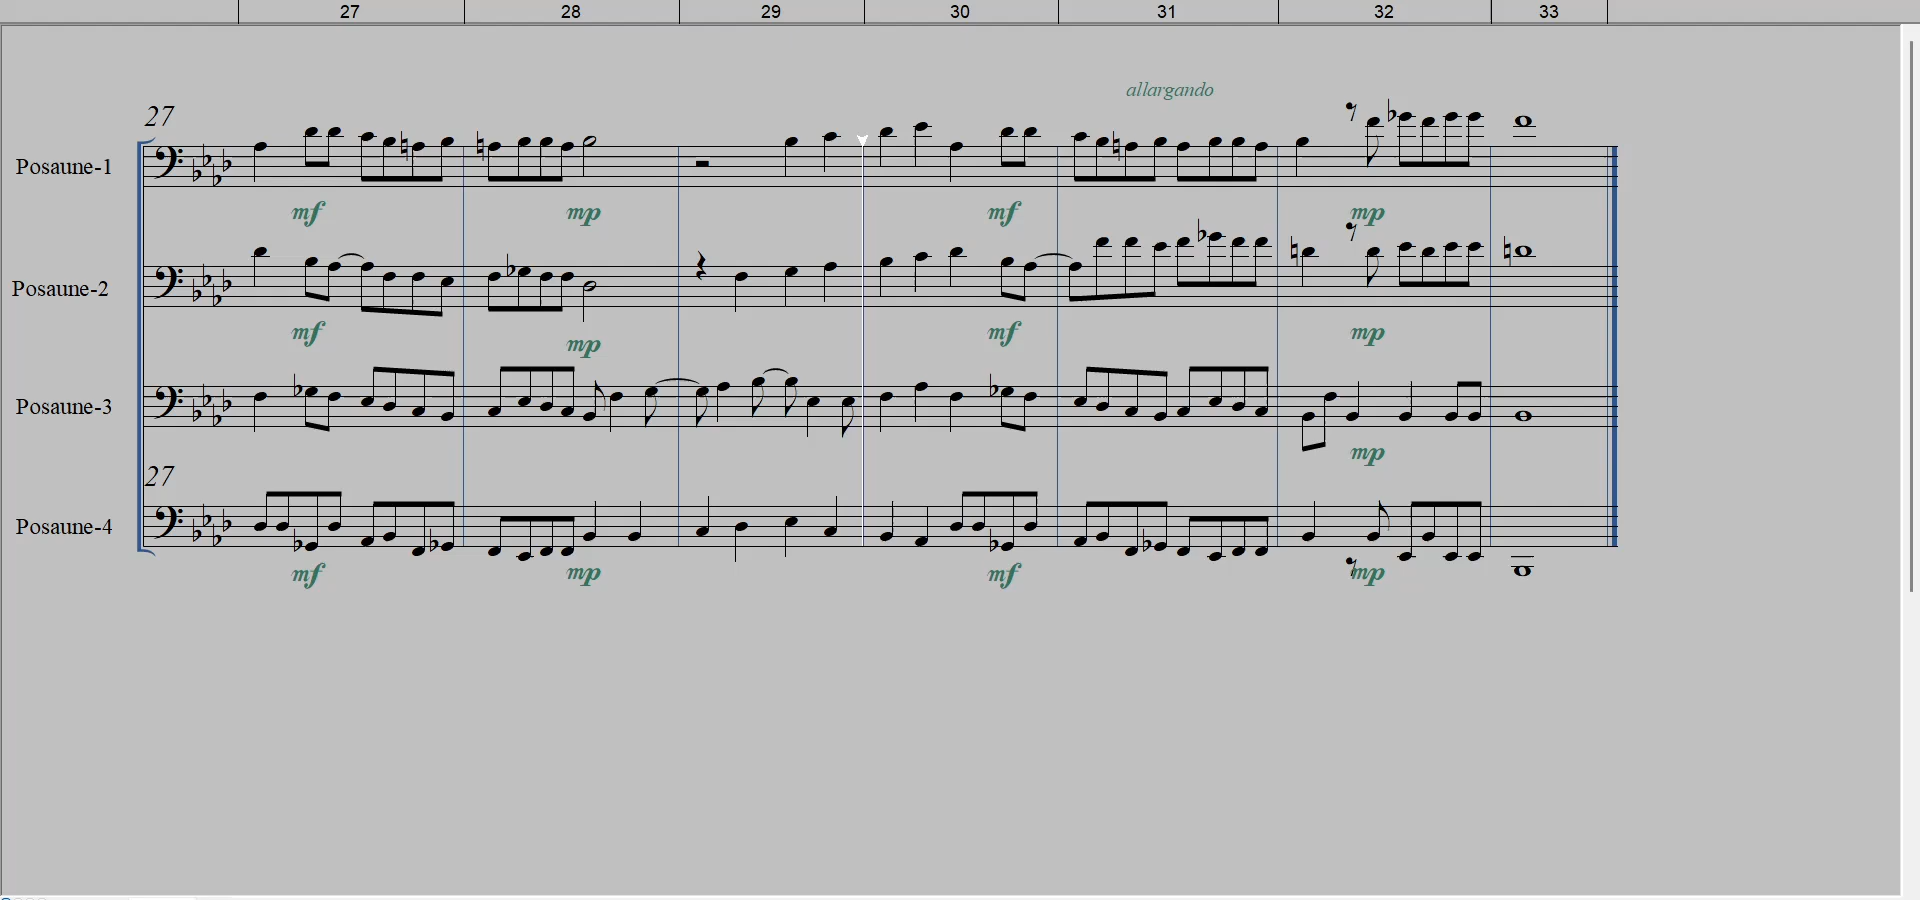 27 28 29 30 31 32 33
allargando
27
Posaune-1
mf mp mf mp
Posaune-2
mf mp mf mp
Posaune-3
mp
27
Posaune-4
mf mp mf mp